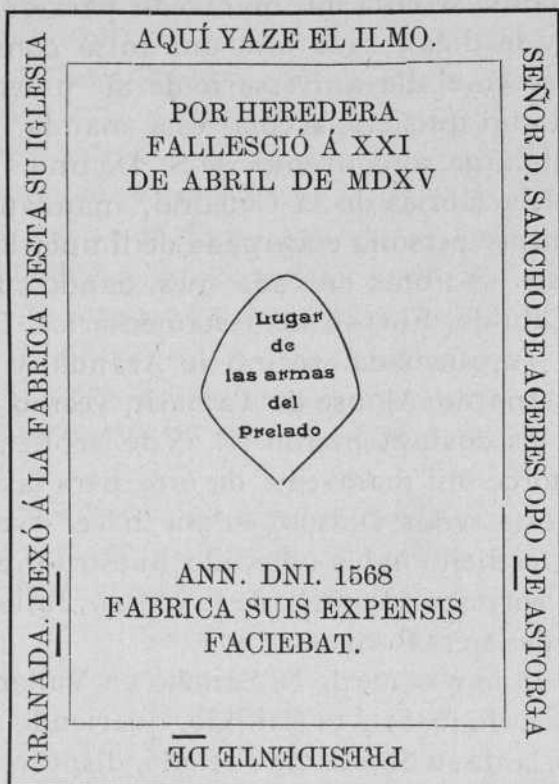 AQUÍ YAZE EL ILMO.
SEÑOR D. SANCHO DE ACEBES OPO DE ASTORGA
PRESIDENTE DE
GRANADA. DEXÓ Á LA FABRICA DESTA SU IGLESIA
POR HEREDERA
FALLESCIÓ Á XXI
DE ABRIL DE MDXV
Lugar
de
las armas
del
Prelado
ANN. DNI. 1568
FABRICA SUIS EXPENSIS
FACIEBAT.